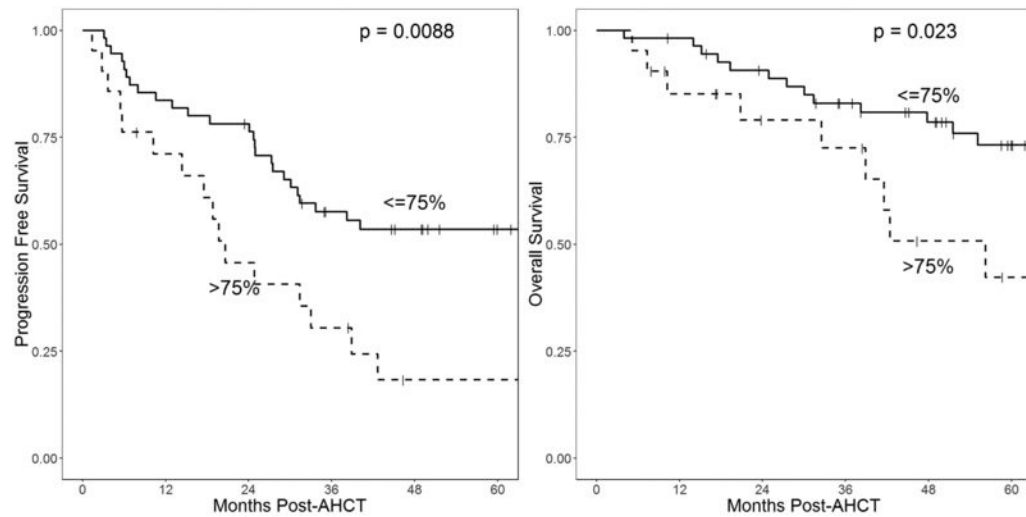 p = 0.0088
1.00
0.75
0.50
0.25
0.00
Progression Free Survival
<=75%
>75%
0 12 24 36 48 60
Months Post-AHCT
p = 0.023
1.00
0.75
0.50
0.25
0.00
Overall Survival
<=75%
>75%
0 12 24 36 48 60
Months Post-AHCT